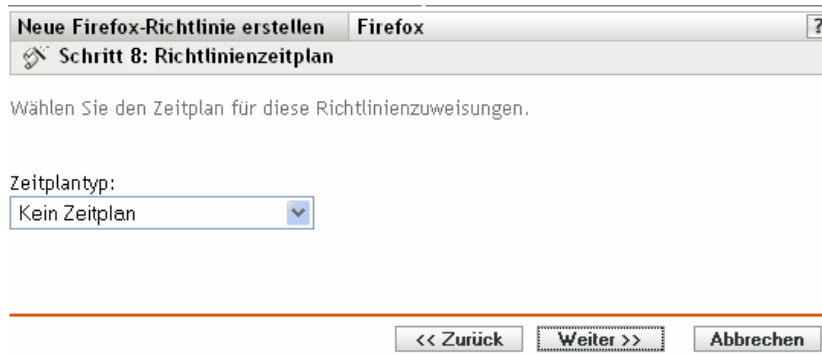 Neue Firefox-Richtlinie erstellen Firefox ?
Schritt 8: Richtlinienzeitplan
Wählen Sie den Zeitplan für diese Richtlinienzuweisungen.
Zeitplantyp:
Kein Zeitplan
<< Zurück Weiter >> Abbrechen